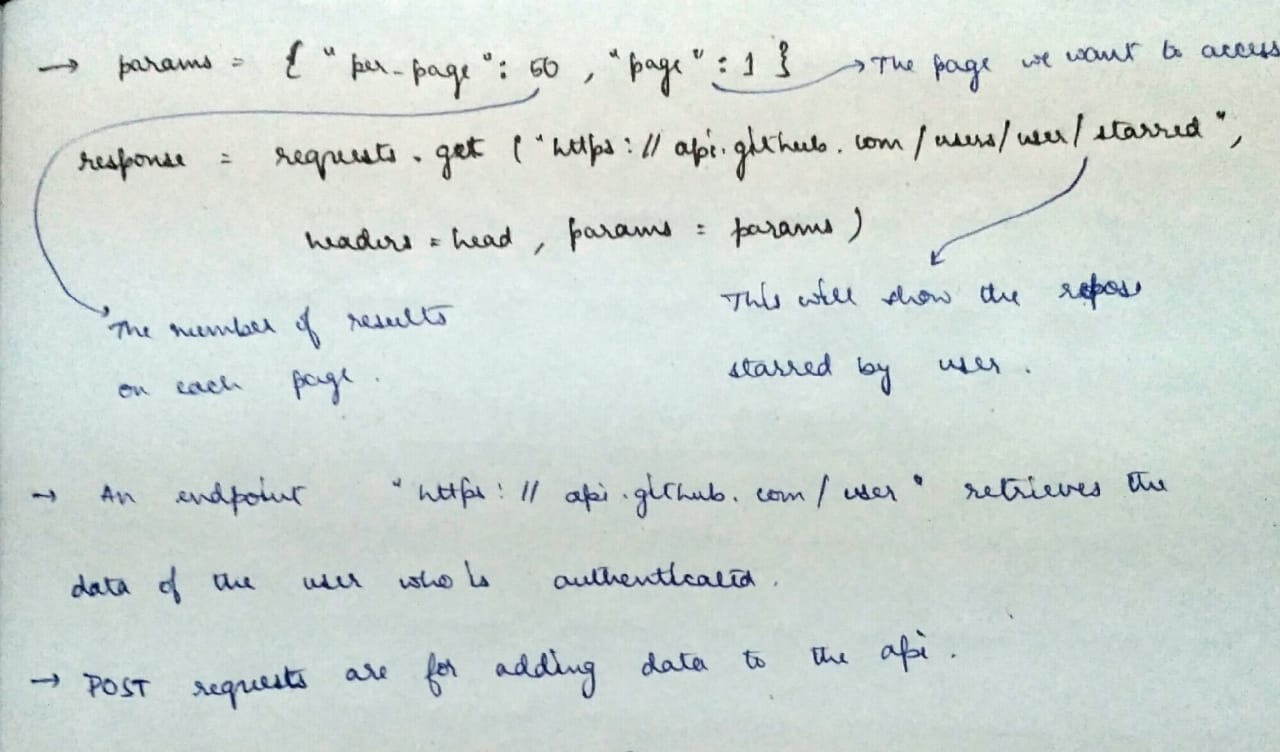 → params = { "per_page": 50 , "page" : 1 } → The page we want to access
response = requests.get ( "https://api.github.com/users/user/starred",
headers = head , params = params )
The number of results
on each page .
This will show the repos
starred by user .
→ An endpoint "https://api.github.com/user" retrieves the
data of the user who is authenticated .
→ POST requests are for adding data to the api .